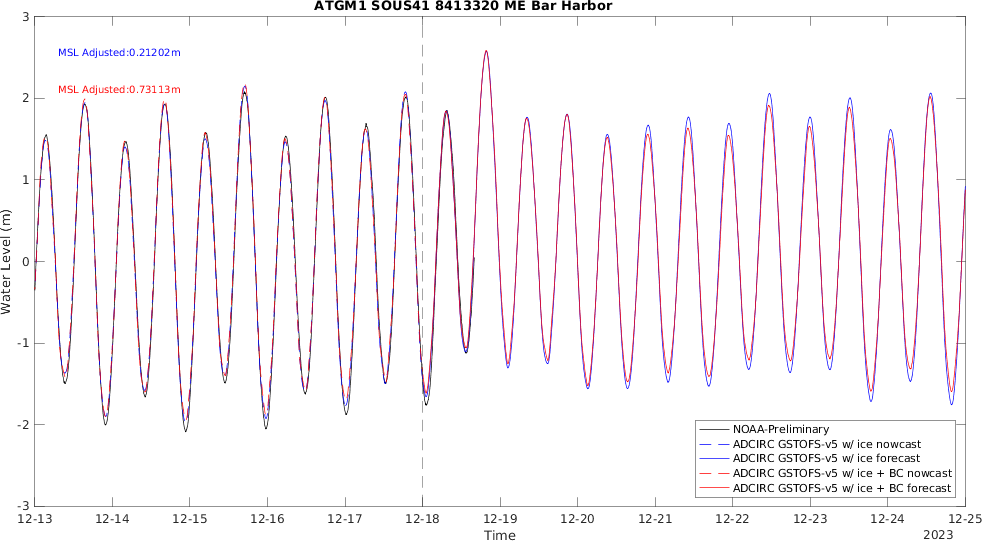 ATGM1 SOUS41 8413320 ME Bar Harbor
MSL Adjusted:0.21202m
MSL Adjusted:0.73113m
Water Level (m)
3
2
1
0
-1
-2
-3
NOAA-Preliminary
ADCIRC GSTOFS-v5 w/ ice nowcast
ADCIRC GSTOFS-v5 w/ ice forecast
ADCIRC GSTOFS-v5 w/ ice + BC nowcast
ADCIRC GSTOFS-v5 w/ ice + BC forecast
12-13 12-14 12-15 12-16 12-17 12-18 12-19 12-20 12-21 12-22 12-23 12-24 12-25
Time
2023